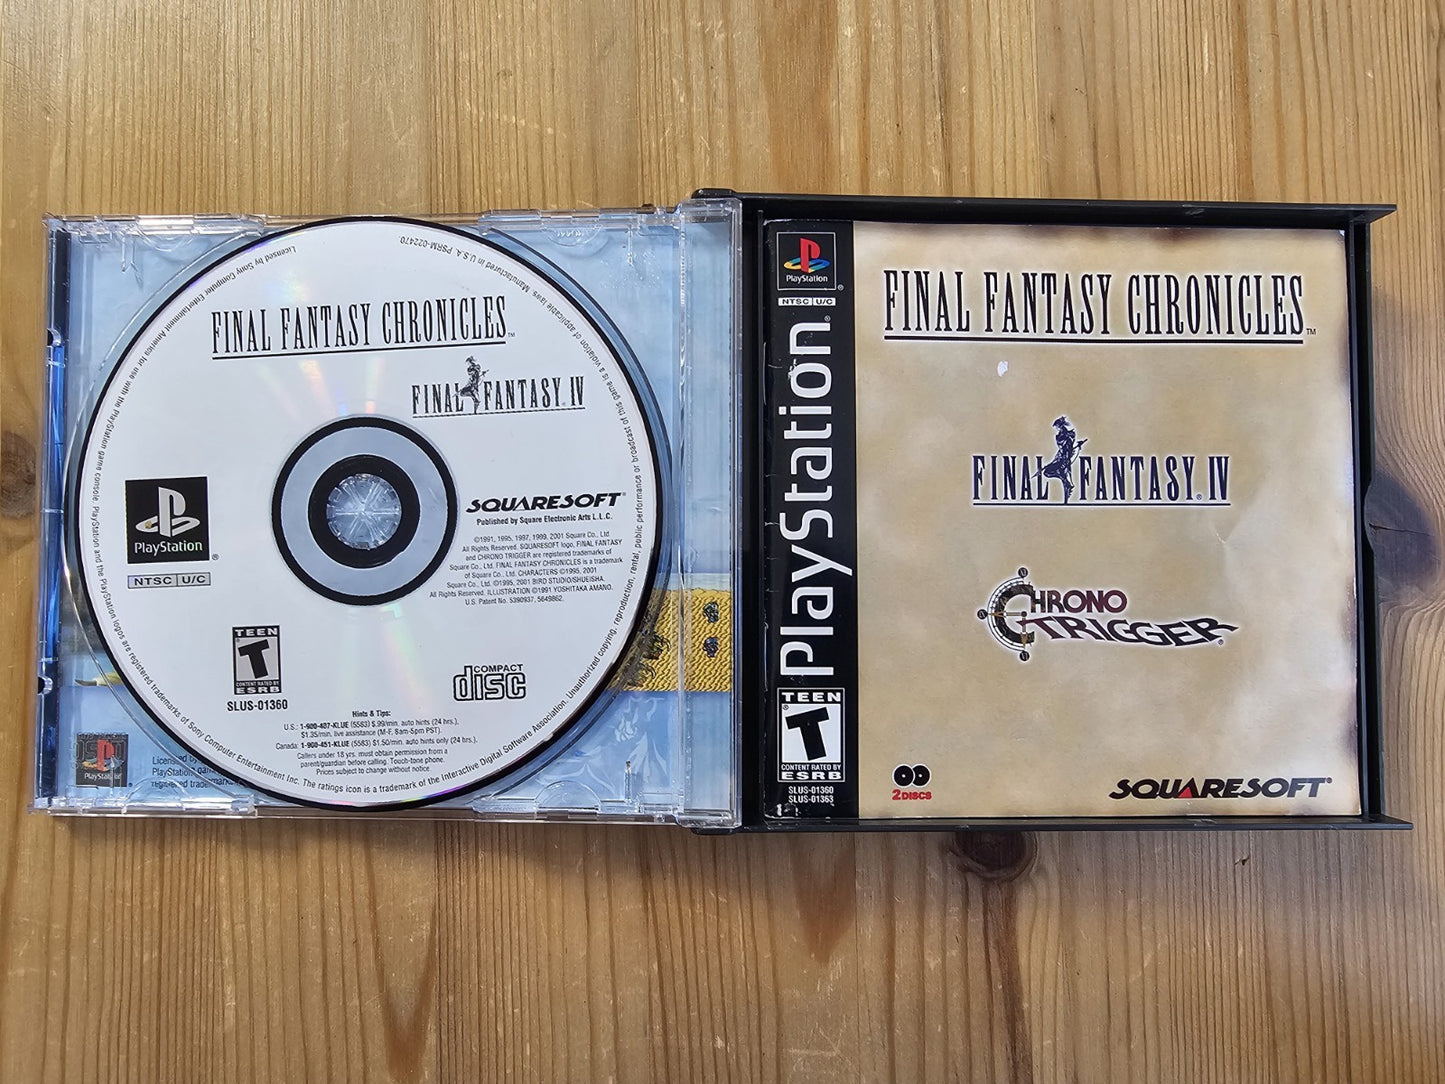 Licensed by Sony Computer Entertainment America for use with the PlayStation game console. PlayStation and the PlayStation logos are registered trademarks of Sony Computer Entertainment Inc. The ratings icon is a trademark of the Interactive Digital Software Association. Unauthorized copying, reproduction, rental, public performance or broadcast of this game is a violation of applicable laws. Manufactured in U.S.A. PSRM-022470
FINAL FANTASY CHRONICLES™
FINAL FANTASY® IV
PlayStation®
NTSC U/C
SQUARESOFT®
Published by Square Electronic Arts L.L.C.
©1991, 1995, 1997, 1999, 2001 Square Co., Ltd.
All Rights Reserved. SQUARESOFT logo, FINAL FANTASY
and CHRONO TRIGGER are registered trademarks of
Square Co., Ltd. FINAL FANTASY CHRONICLES is a trademark
of Square Co., Ltd. CHARACTERS ©1995, 2001
Square Co., Ltd. ©1995, 2001 BIRD STUDIO/SHUEISHA.
All Rights Reserved. ILLUSTRATION ©1991 YOSHITAKA AMANO.
U.S. Patent No. 5390937, 5649862.
TEEN
T
CONTENT RATED BY
ESRB
SLUS-01360
COMPACT
disc
Hints & Tips:
U.S.: 1-900-407-KLUE (5583) $.99/min. auto hints (24 hrs.),
$1.35/min. live assistance (M-F, 8am-5pm PST).
Canada: 1-900-451-KLUE (5583) $1.50/min. auto hints only (24 hrs.).
Callers under 18 yrs. must obtain permission from a
parent/guardian before calling. Touch-tone phone.
Prices subject to change without notice.
PlayStation
Licensed by
PlayStation
registered
PlayStation®
NTSC U/C
PlayStation®
TEEN
T
CONTENT RATED BY
ESRB
SLUS-01360
SLUS-01363
FINAL FANTASY CHRONICLES™
FINAL FANTASY® IV
CHRONO
TRIGGER®
2 DISCS
SQUARESOFT®